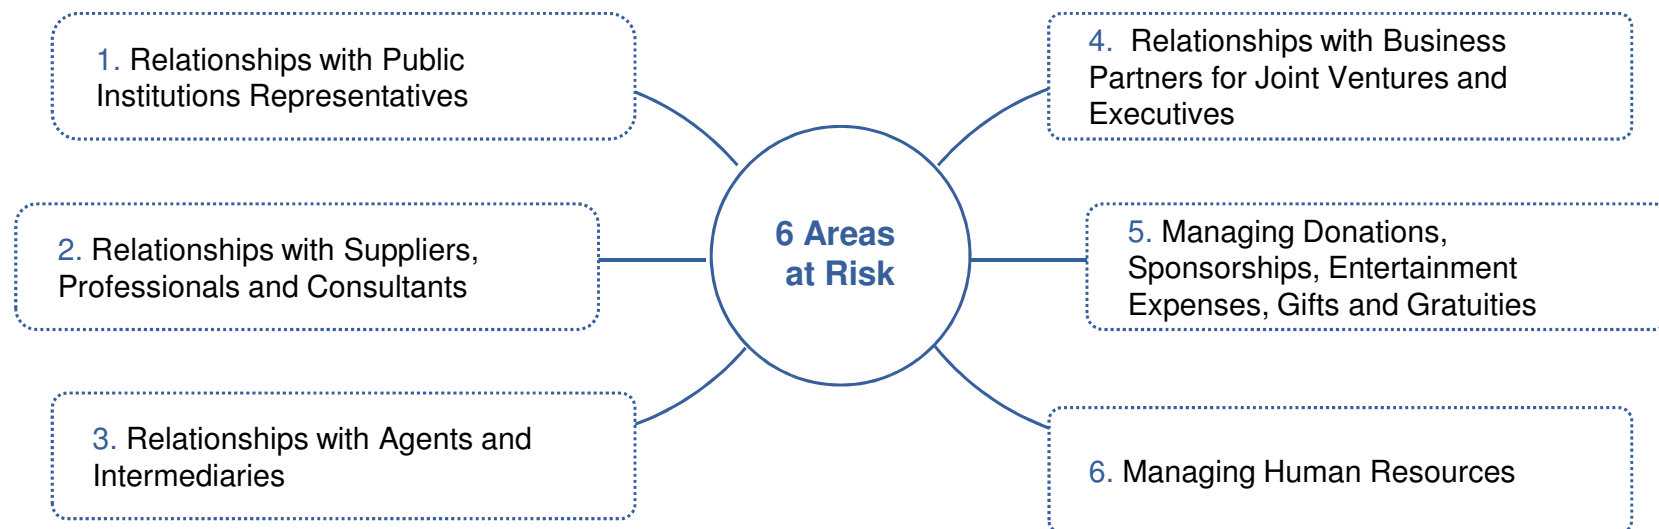 1. Relationships with Public
Institutions Representatives
2. Relationships with Suppliers,
Professionals and Consultants
3. Relationships with Agents and
Intermediaries
6 Areas
at Risk
4. Relationships with Business
Partners for Joint Ventures and
Executives
5. Managing Donations,
Sponsorships, Entertainment
Expenses, Gifts and Gratuities
6. Managing Human Resources